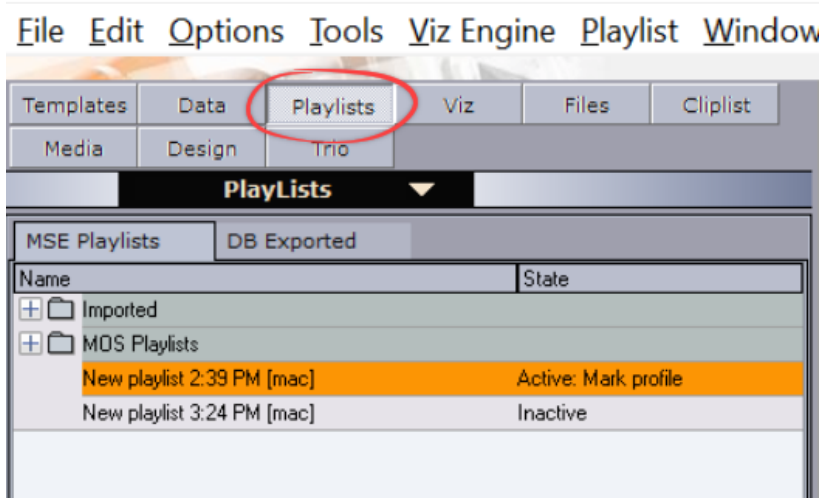 File Edit Options Tools Viz Engine Playlist Window
Templates Data Playlists Viz Files Cliplist
Media Design Trio
PlayLists
MSE Playlists DB Exported
Name State
Imported
MOS Playlists
New playlist 2:39 PM [mac] Active: Mark profile
New playlist 3:24 PM [mac] Inactive